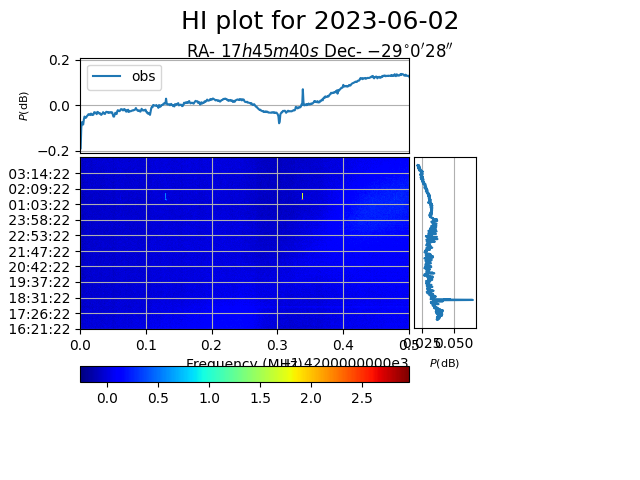 HI plot for 2023-06-02
RA- 17h45m40s Dec- −29°0′28″
0.2
0.0
−0.2
P(dB)
obs
03:14:22
02:09:22
01:03:22
23:58:22
22:53:22
21:47:22
20:42:22
19:37:22
18:31:22
17:26:22
16:21:22
0.0 0.1 0.2 0.3 0.4 0.5
0.025 0.050
Frequency (MHz)
+1.4200000000e3
P(dB)
0.0 0.5 1.0 1.5 2.0 2.5